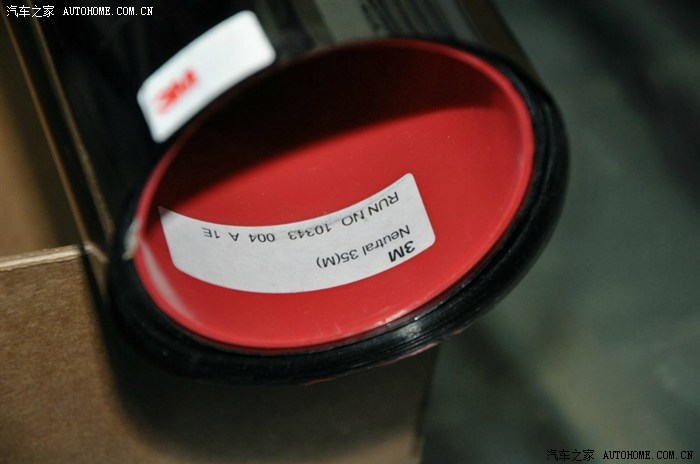 汽车之家 AUTOHOME.COM.CN
3M
3M
Neutral 35(M)
RUN NO 10343 004 A 1E
汽车之家 AUTOHOME.COM.CN